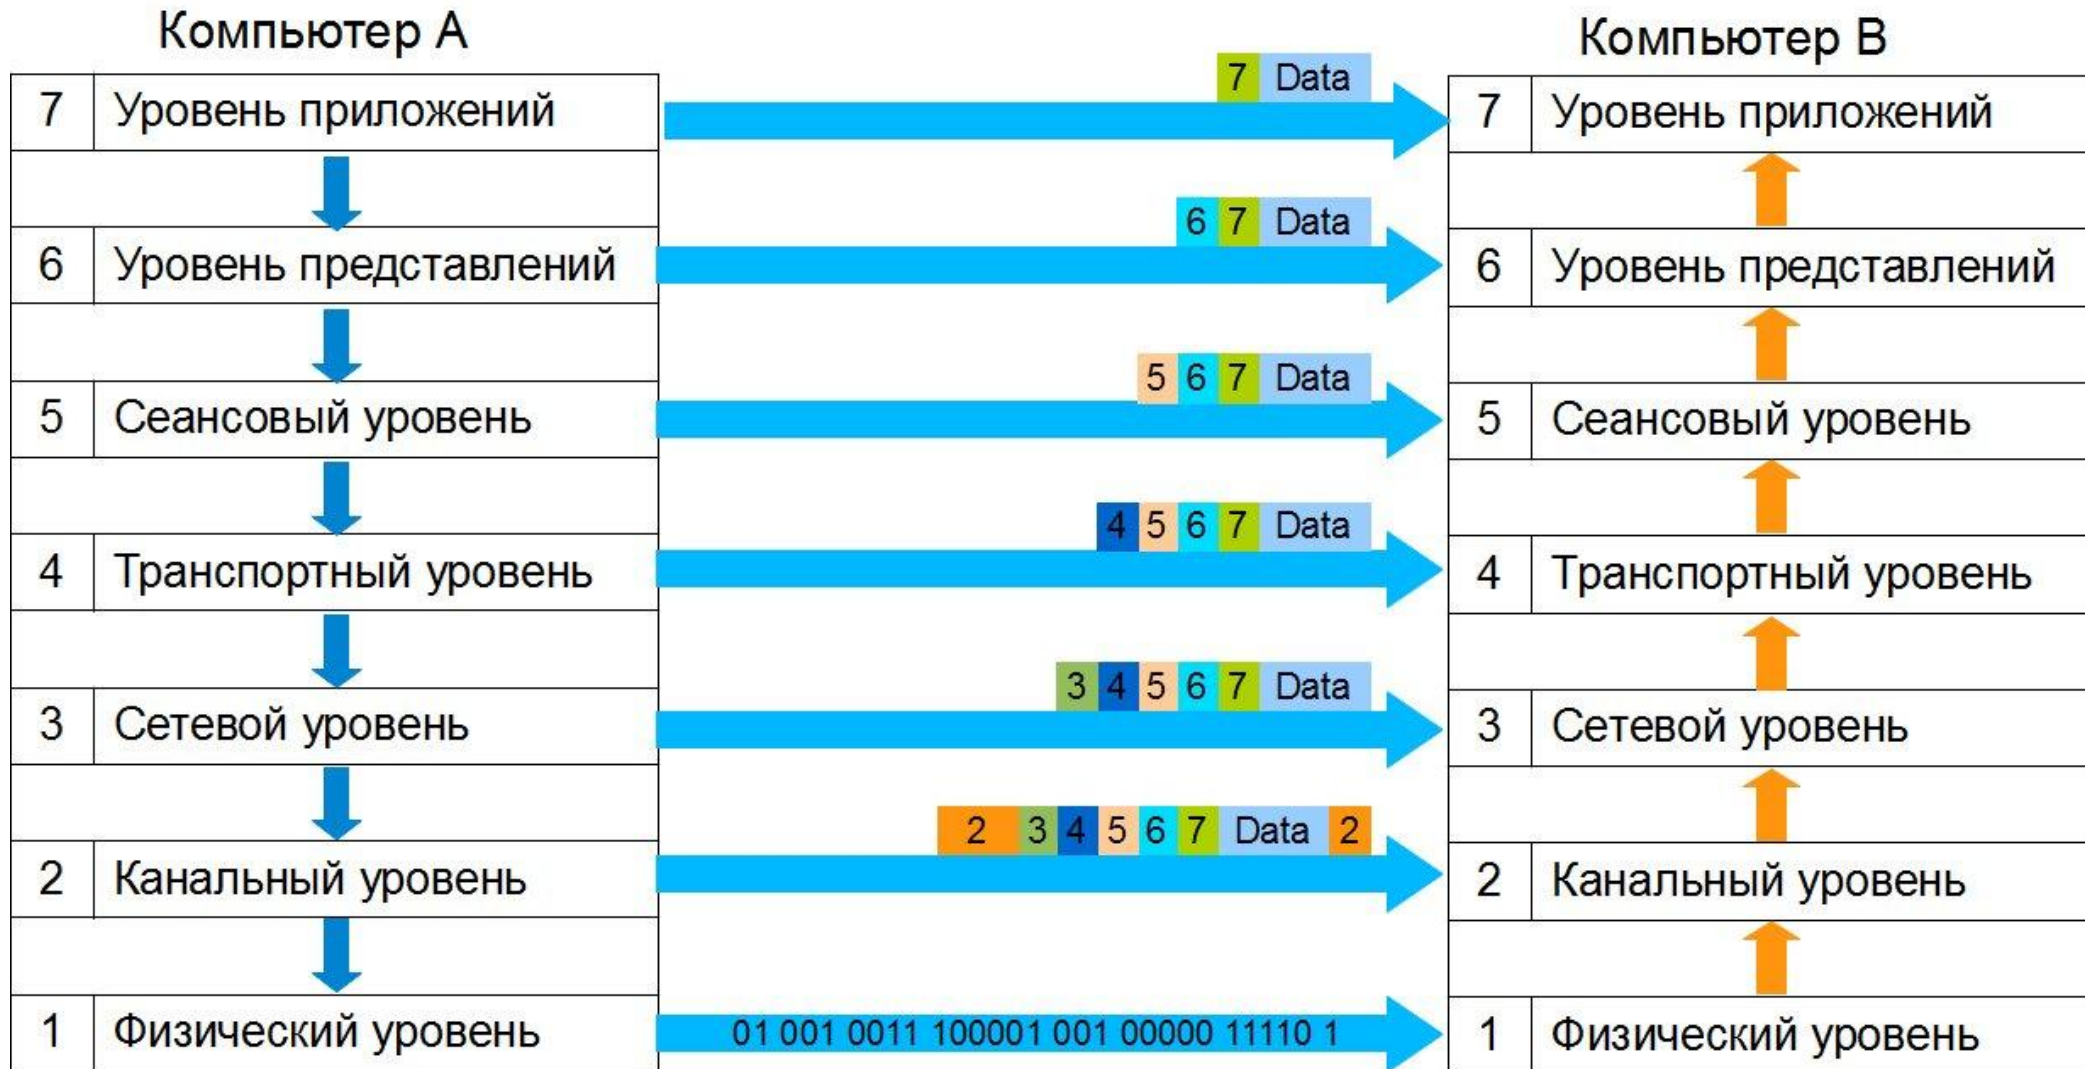 Компьютер А
Компьютер В
7 Data
7 Уровень приложений
7 Уровень приложений
6 7 Data
6 Уровень представлений
6 Уровень представлений
5 6 7 Data
5 Сеансовый уровень
5 Сеансовый уровень
4 5 6 7 Data
4 Транспортный уровень
4 Транспортный уровень
3 4 5 6 7 Data
3 Сетевой уровень
3 Сетевой уровень
2 3 4 5 6 7 Data 2
2 Канальный уровень
2 Канальный уровень
1 Физический уровень
01 001 0011 100001 001 00000 11110 1
1 Физический уровень